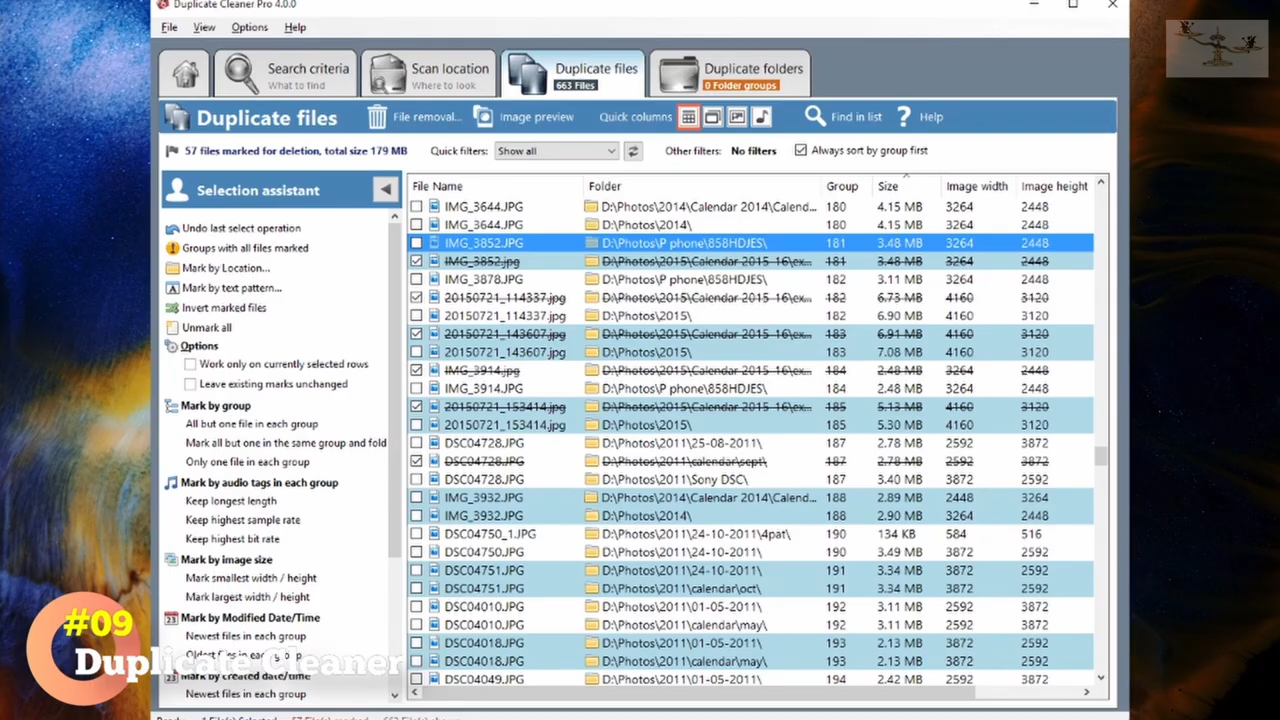 Duplicate Cleaner Pro 4.0.0
File View Options Help
Search criteria
What to find
Scan location
Where to look
Duplicate files
663 Files
Duplicate folders
0 Folder groups
Duplicate files File removal... Image preview Quick columns Find in list ? Help
57 files marked for deletion, total size 179 MB Quick filters: Show all Other filters: No filters Always sort by group first
Selection assistant
Undo last select operation
Groups with all files marked
Mark by Location...
Mark by text pattern...
Invert marked files
Unmark all
Options
Work only on currently selected rows
Leave existing marks unchanged
Mark by group
All but one file in each group
Mark all but one in the same group and fold
Only one file in each group
Mark by audio tags in each group
Keep longest length
Keep highest sample rate
Keep highest bit rate
Mark by image size
Mark smallest width / height
Mark largest width / height
Mark by Modified Date/Time
Newest files in each group
Oldest files in each group
Mark by created date/time
Newest files in each group
File Name Folder Group Size Image width Image height
IMG_3644.JPG D:\Photos\2014\Calendar 2014\Calend... 180 4.15 MB 3264 2448
IMG_3644.JPG D:\Photos\2014\ 180 4.15 MB 3264 2448
IMG_3852.JPG D:\Photos\P phone\858HDJES\ 181 3.48 MB 3264 2448
IMG_3852.jpg D:\Photos\2015\Calendar 2015-16\ex... 181 3.48 MB 3264 2448
IMG_3878.JPG D:\Photos\P phone\858HDJES\ 182 3.11 MB 3264 2448
20150721_114337.jpg D:\Photos\2015\Calendar 2015-16\ex... 182 6.73 MB 4160 3120
20150721_114337.jpg D:\Photos\2015\ 182 6.90 MB 4160 3120
20150721_143607.jpg D:\Photos\2015\Calendar 2015-16\ex... 183 6.91 MB 4160 3120
20150721_143607.jpg D:\Photos\2015\ 183 7.08 MB 4160 3120
IMG_3914.jpg D:\Photos\2015\Calendar 2015-16\ex... 184 2.48 MB 3264 2448
IMG_3914.JPG D:\Photos\P phone\858HDJES\ 184 2.48 MB 3264 2448
20150721_153414.jpg D:\Photos\2015\Calendar 2015-16\ex... 185 5.13 MB 4160 3120
20150721_153414.jpg D:\Photos\2015\ 185 5.30 MB 4160 3120
DSC04728.JPG D:\Photos\2011\25-08-2011\ 187 2.78 MB 2592 3872
DSC04728.JPG D:\Photos\2011\calendar\sept\ 187 2.78 MB 2592 3872
DSC04728.JPG D:\Photos\2011\Sony DSC\ 187 3.40 MB 3872 2592
IMG_3932.JPG D:\Photos\2014\Calendar 2014\Calend... 188 2.89 MB 2448 3264
IMG_3932.JPG D:\Photos\2014\ 188 2.90 MB 3264 2448
DSC04750_1.JPG D:\Photos\2011\24-10-2011\4pat\ 190 134 KB 584 516
DSC04750.JPG D:\Photos\2011\24-10-2011\ 190 3.49 MB 3872 2592
DSC04751.JPG D:\Photos\2011\24-10-2011\ 191 3.34 MB 3872 2592
DSC04751.JPG D:\Photos\2011\calendar\oct\ 191 3.34 MB 3872 2592
DSC04010.JPG D:\Photos\2011\01-05-2011\ 192 3.11 MB 2592 3872
DSC04010.JPG D:\Photos\2011\calendar\may\ 192 3.11 MB 2592 3872
DSC04018.JPG D:\Photos\2011\01-05-2011\ 193 2.13 MB 2592 3872
DSC04018.JPG D:\Photos\2011\calendar\may\ 193 2.13 MB 2592 3872
DSC04049.JPG D:\Photos\2011\01-05-2011\ 194 2.42 MB 2592 3872
#09
Duplicate Cleaner